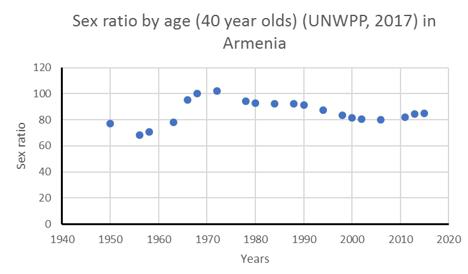 Sex ratio by age (40 year olds) (UNWPP, 2017) in
Armenia
120
100
80
60
40
20
0
Sex ratio
1940 1950 1960 1970 1980 1990 2000 2010 2020
Years